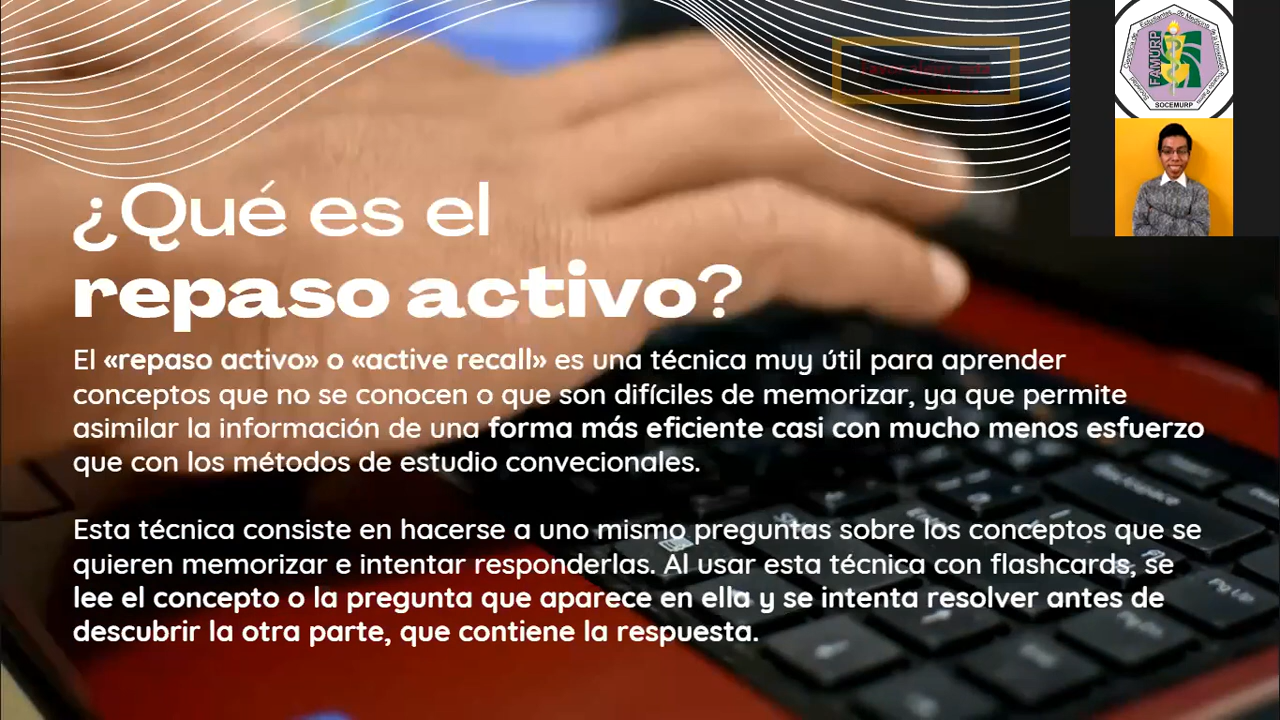 ¿Qué es el
repaso activo?
El «repaso activo» o «active recall» es una técnica muy útil para aprender
conceptos que no se conocen o que son difíciles de memorizar, ya que permite
asimilar la información de una forma más eficiente casi con mucho menos esfuerzo
que con los métodos de estudio convecionales.
Esta técnica consiste en hacerse a uno mismo preguntas sobre los conceptos que se
quieren memorizar e intentar responderlas. Al usar esta técnica con flashcards, se
lee el concepto o la pregunta que aparece en ella y se intenta resolver antes de
descubrir la otra parte, que contiene la respuesta.
FAMURP
SOCEMURP
Backspace
PgUp
PgDn